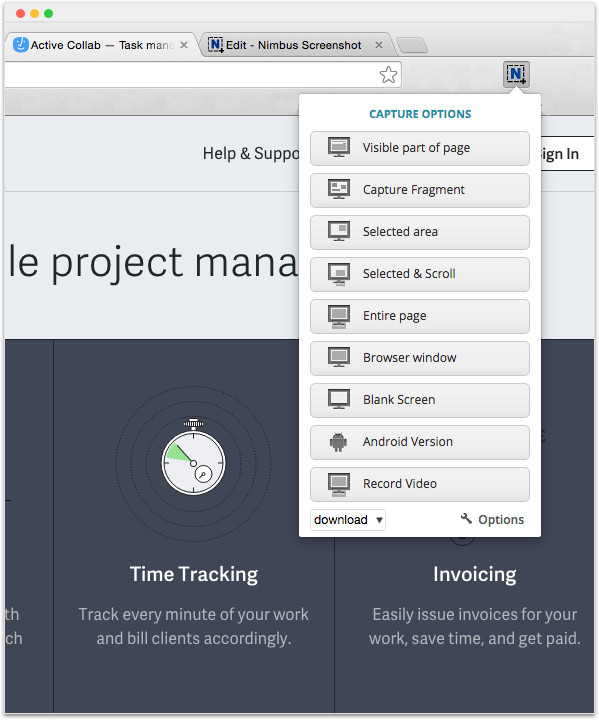 Active Collab — Task mana
Edit - Nimbus Screenshot
N
CAPTURE OPTIONS
Visible part of page
Capture Fragment
Selected area
Selected & Scroll
Entire page
Browser window
Blank Screen
Android Version
Record Video
download
Options
Help & Suppo
ign In
le project mana
Time Tracking
Track every minute of your work
and bill clients accordingly.
Invoicing
Easily issue invoices for your
work, save time, and get paid.
th
ch